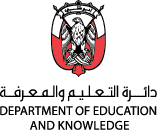 دائرة التعليم والمعرفة
DEPARTMENT OF EDUCATION
AND KNOWLEDGE